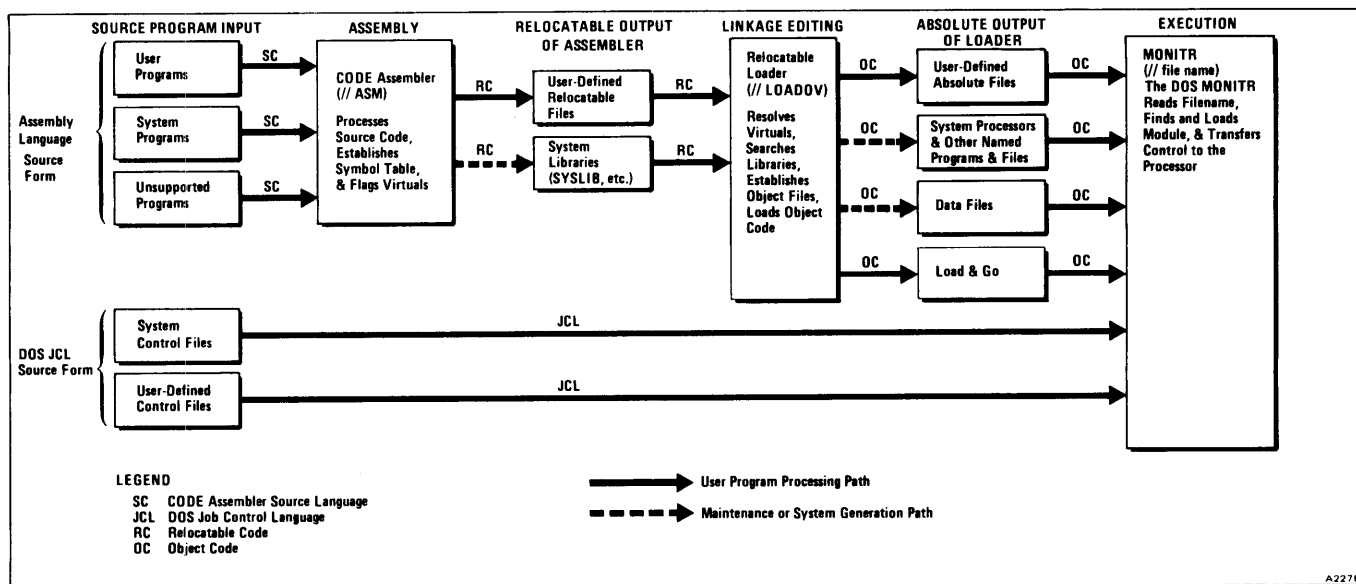 SOURCE PROGRAM INPUT
ASSEMBLY
RELOCATABLE OUTPUT
OF ASSEMBLER
LINKAGE EDITING
ABSOLUTE OUTPUT
OF LOADER
EXECUTION
Assembly
Language
Source
Form
User
Programs
SC
System
Programs
SC
Unsupported
Programs
SC
CODE Assembler
(// ASM)
Processes
Source Code,
Establishes
Symbol Table,
& Flags Virtuals
RC
RC
User-Defined
Relocatable
Files
RC
System
Libraries
(SYSLIB, etc.)
RC
Relocatable
Loader
(// LOADOV)
Resolves
Virtuals,
Searches
Libraries,
Establishes
Object Files,
Loads Object
Code
OC
User-Defined
Absolute Files
OC
OC
System Processors
& Other Named
Programs & Files
OC
OC
Data Files
OC
OC
Load & Go
OC
MONITR
(// file name)
The DOS MONITR
Reads Filename,
Finds and Loads
Module, & Transfers
Control to the
Processor
DOS JCL
Source Form
System
Control Files
JCL
User-Defined
Control Files
JCL
LEGEND
SC CODE Assembler Source Language
JCL DOS Job Control Language
RC Relocatable Code
OC Object Code
User Program Processing Path
Maintenance or System Generation Path